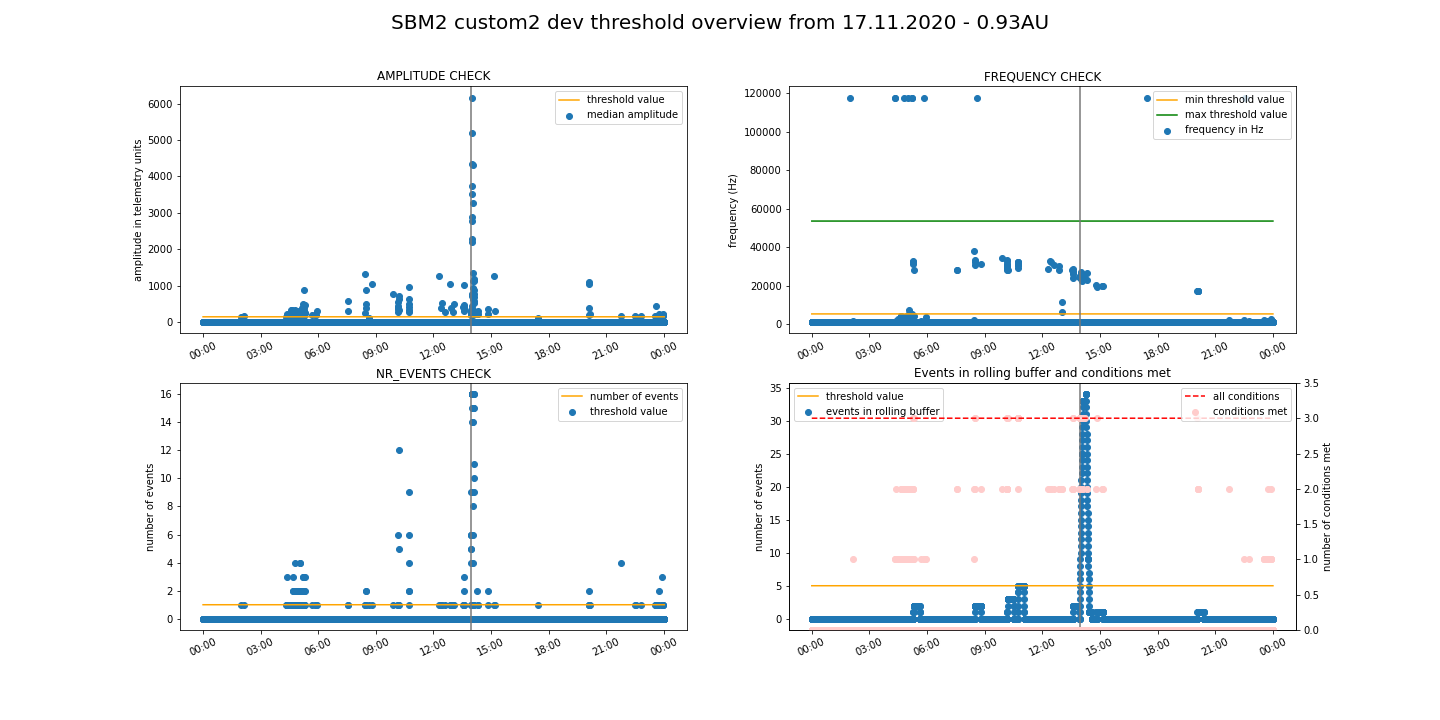 SBM2 custom2 dev threshold overview from 17.11.2020 - 0.93AU
AMPLITUDE CHECK
amplitude in telemetry units
6000
5000
4000
3000
2000
1000
0
threshold value
median amplitude
00:00 03:00 06:00 09:00 12:00 15:00 18:00 21:00 00:00
FREQUENCY CHECK
frequency (Hz)
120000
100000
80000
60000
40000
20000
0
min threshold value
max threshold value
frequency in Hz
00:00 03:00 06:00 09:00 12:00 15:00 18:00 21:00 00:00
NR_EVENTS CHECK
number of events
16
14
12
10
8
6
4
2
0
number of events
threshold value
00:00 03:00 06:00 09:00 12:00 15:00 18:00 21:00 00:00
Events in rolling buffer and conditions met
number of events
35
30
25
20
15
10
5
0
threshold value
events in rolling buffer
all conditions
conditions met
3.5
3.0
2.5
2.0
1.5
1.0
0.5
0.0
number of conditions met
00:00 03:00 06:00 09:00 12:00 15:00 18:00 21:00 00:00